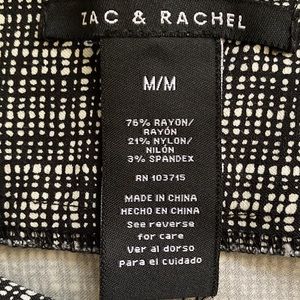 ZAC & RACHEL
M/M
76% RAYON/
RAYÓN
21% NYLON/
NILÓN
3% SPANDEX
RN 103715
MADE IN CHINA
HECHO EN CHINA
See reverse
for care
Ver al dorso
para el cuidado